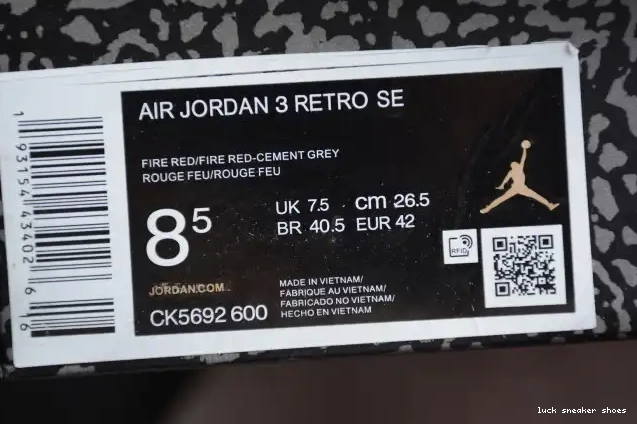 AIR JORDAN 3 RETRO SE
FIRE RED/FIRE RED-CEMENT GREY
ROUGE FEU/ROUGE FEU
8⁵
UK 7.5 cm 26.5
BR 40.5 EUR 42
RFID
JORDAN.COM
CK5692 600
MADE IN VIETNAM/
FABRIQUE AU VIETNAM/
FABRICADO NO VIETNAM/
HECHO EN VIETNAM
1 93154 43402 6 16
luck sneaker shoes